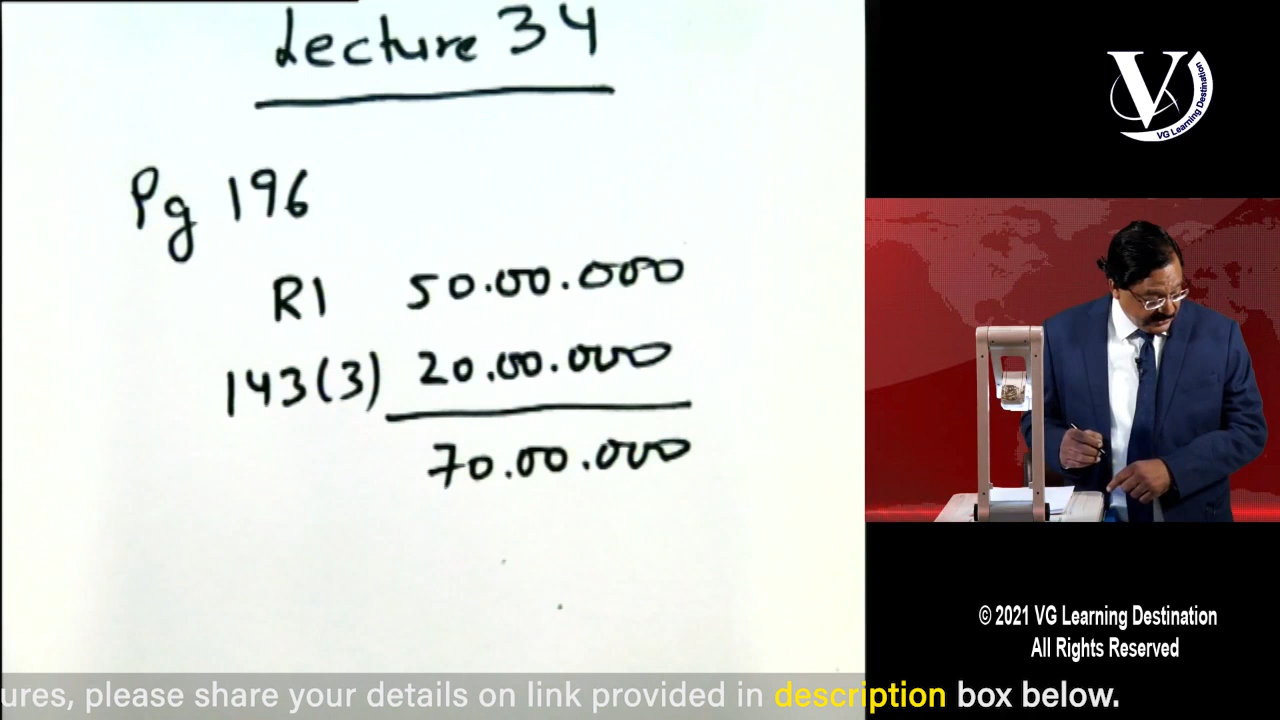 Lecture 34
Pg 196
RI 50.00.000
143(3) 20.00.000
70.00.000
V
VG Learning Destination
© 2021 VG Learning Destination
All Rights Reserved
ures, please share your details on link provided in description box below.